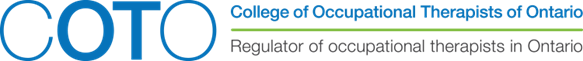 COTO
College of Occupational Therapists of Ontario
Regulator of occupational therapists in Ontario